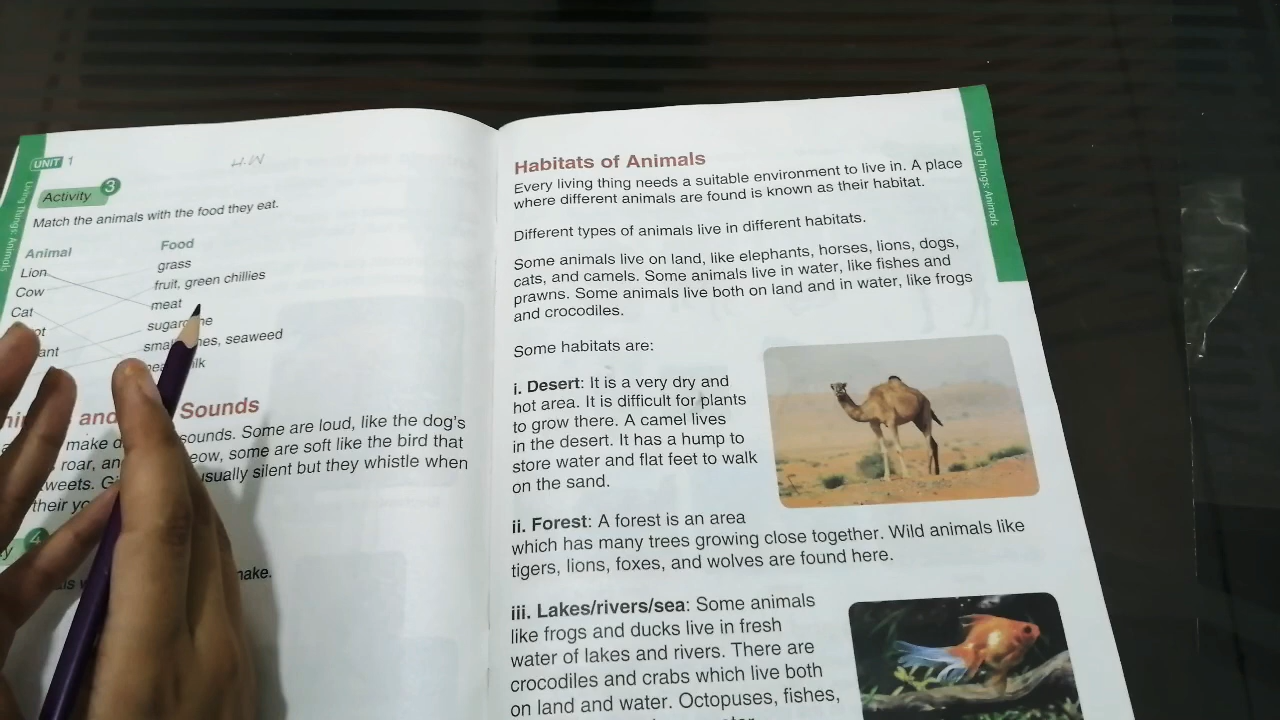 UNIT 1
H.W
Living Things: Animals
Activity 3
Match the animals with the food they eat.
Animal Food
Lion grass
Cow fruit, green chillies
Cat meat
seaweed
and Sounds
make sounds. Some are loud, like the dog's
roar, some are soft like the bird that
usually silent but they whistle when
their
4
Habitats of Animals
Every living thing needs a suitable environment to live in. A place
where different animals are found is known as their habitat.
Different types of animals live in different habitats.
Some animals live on land, like elephants, horses, lions, dogs,
cats, and camels. Some animals live in water, like fishes and
prawns. Some animals live both on land and in water, like frogs
and crocodiles.
Some habitats are:
i. Desert: It is a very dry and
hot area. It is difficult for plants
to grow there. A camel lives
in the desert. It has a hump to
store water and flat feet to walk
on the sand.
ii. Forest: A forest is an area
which has many trees growing close together. Wild animals like
tigers, lions, foxes, and wolves are found here.
iii. Lakes/rivers/sea: Some animals
like frogs and ducks live in fresh
water of lakes and rivers. There are
crocodiles and crabs which live both
on land and water. Octopuses, fishes,
Living Things: Animals